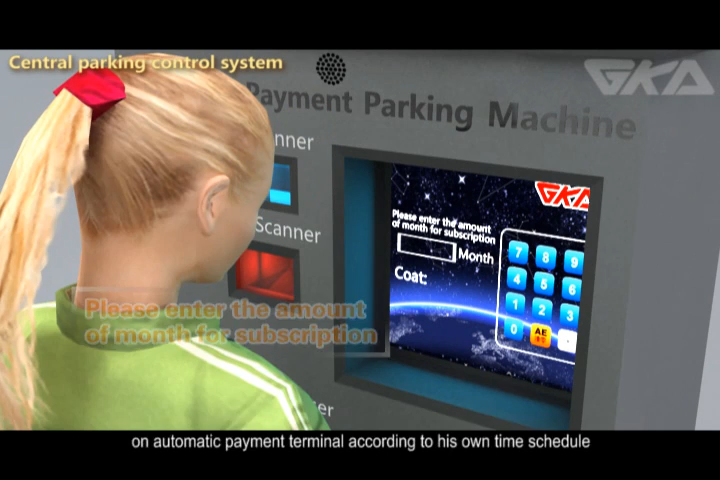 Central parking control system
GKA
Payment Parking Machine
nner
Scanner
GKA
Please enter the amount
of month for subscription
Month
Coat:
7 8 9
4 5 6
1 2 3
0 AE
Please enter the amount
of month for subscription
er
on automatic payment terminal according to his own time schedule